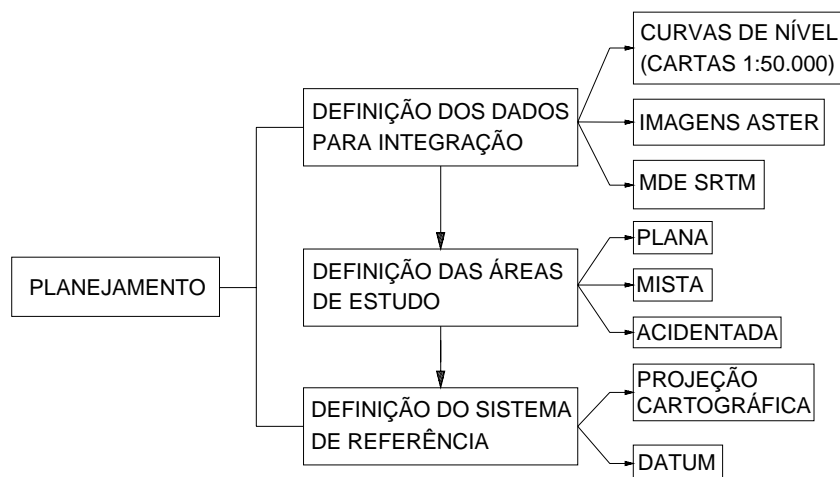 PLANEJAMENTO
DEFINIÇÃO DOS DADOS
PARA INTEGRAÇÃO
CURVAS DE NÍVEL
(CARTAS 1:50.000)
IMAGENS ASTER
MDE SRTM
DEFINIÇÃO DAS ÁREAS
DE ESTUDO
PLANA
MISTA
ACIDENTADA
DEFINIÇÃO DO SISTEMA
DE REFERÊNCIA
PROJEÇÃO
CARTOGRÁFICA
DATUM